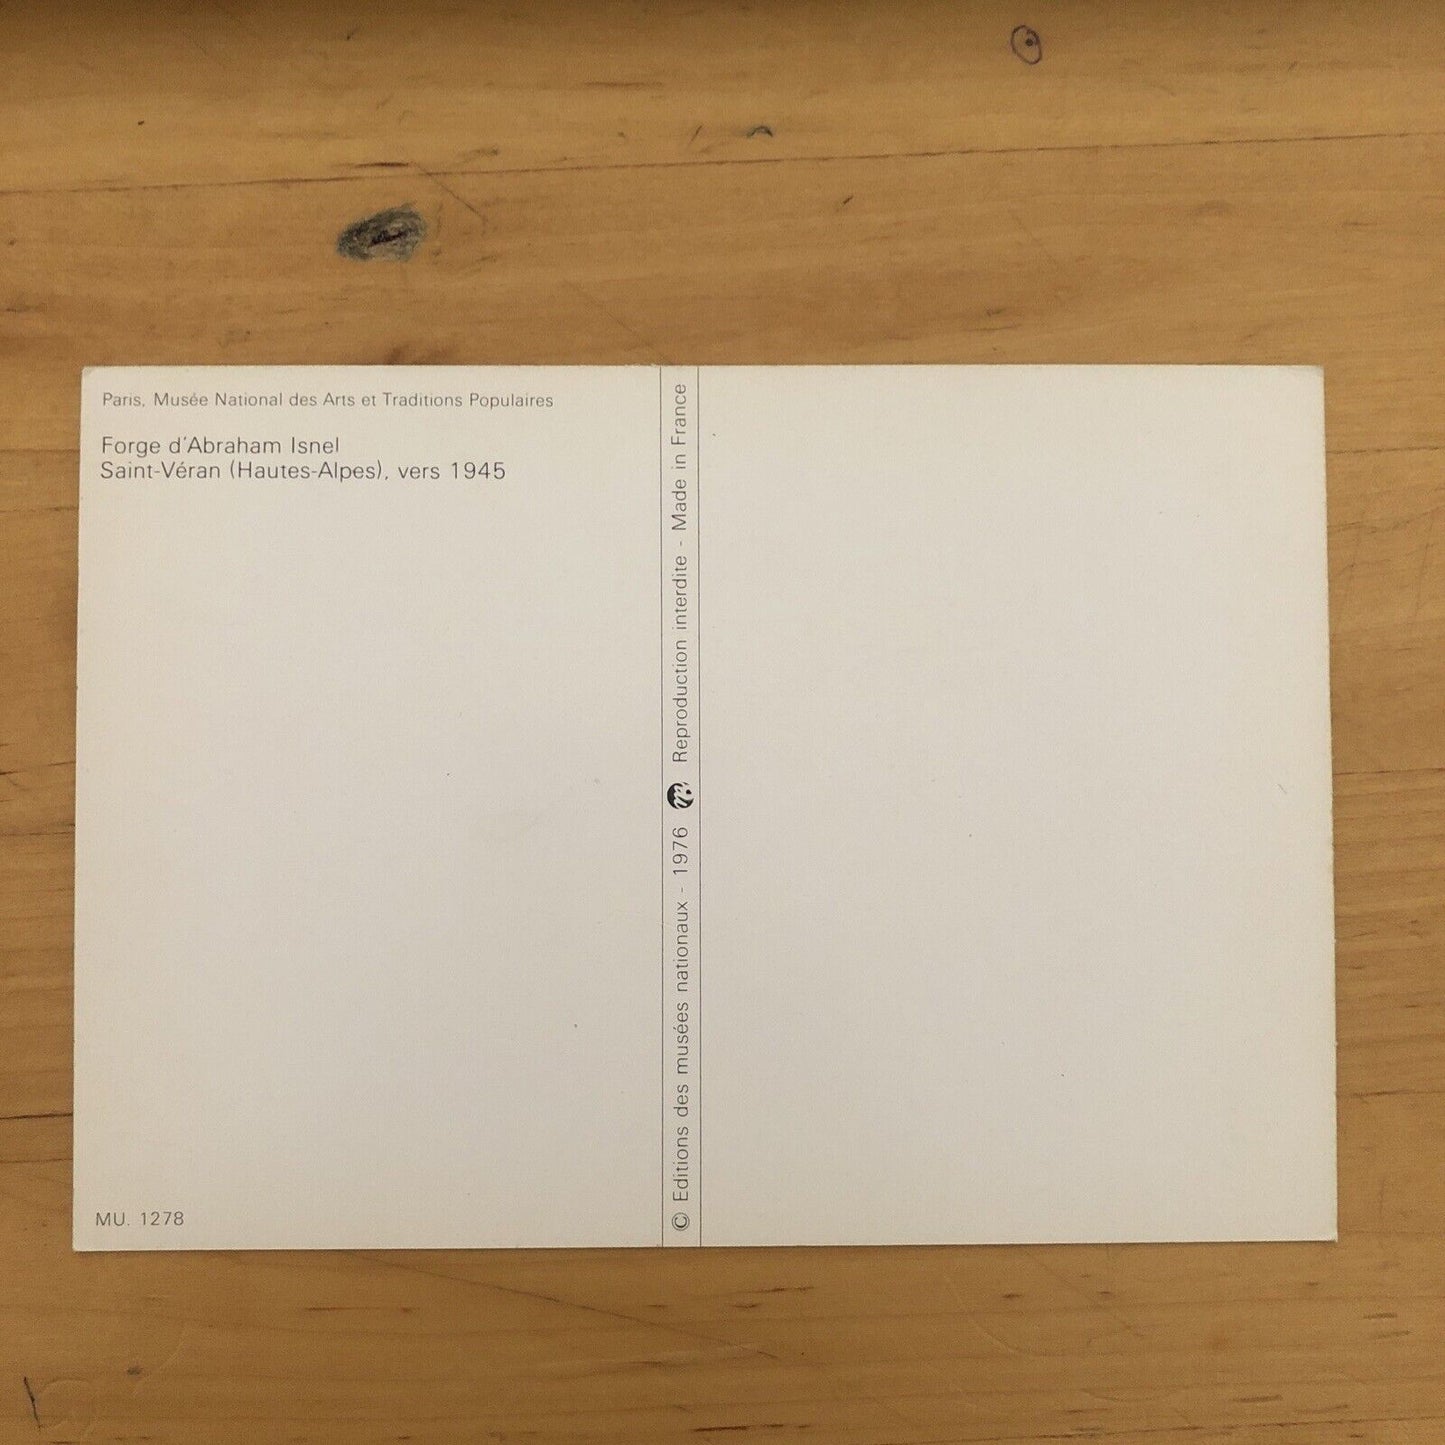 Paris, Musée National des Arts et Traditions Populaires
Forge d'Abraham Isnel
Saint-Véran (Hautes-Alpes), vers 1945
MU. 1278
© Editions des musées nationaux - 1976 Reproduction interdite - Made in France